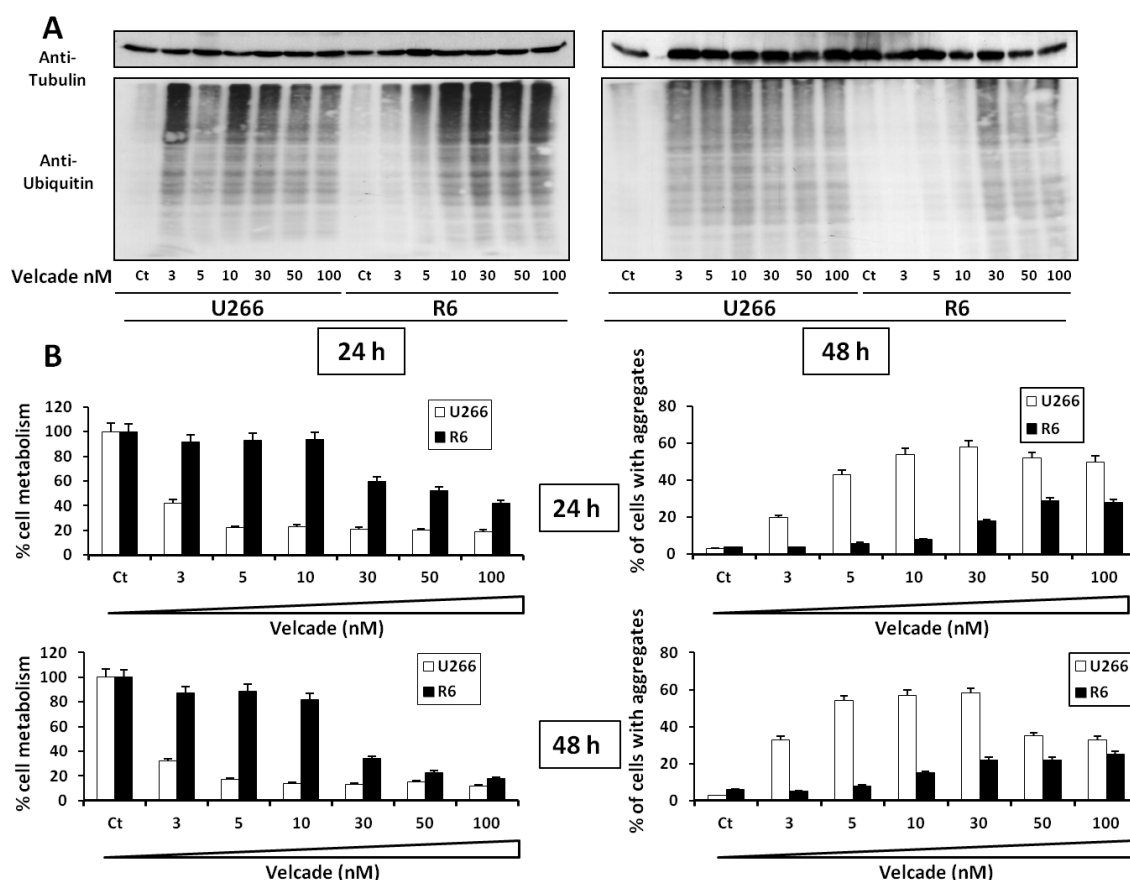 A
Anti-
Tubulin
Anti-
Ubiquitin
Velcade nM Ct 3 5 10 30 50 100 Ct 3 5 10 30 50 100 Ct 3 5 10 30 50 100 Ct 3 5 10 30 50 100
U266 R6 U266 R6
B 24 h 48 h
% cell metabolism
120
100
80
60
40
20
0
U266
R6
Ct 3 5 10 30 50 100
Velcade (nM)
24 h
% of cells with aggregates
80
60
40
20
0
U266
R6
Ct 3 5 10 30 50 100
Velcade (nM)
% cell metabolism
120
100
80
60
40
20
0
U266
R6
Ct 3 5 10 30 50 100
Velcade (nM)
48 h
% of cells with aggregates
80
60
40
20
0
U266
R6
Ct 3 5 10 30 50 100
Velcade (nM)